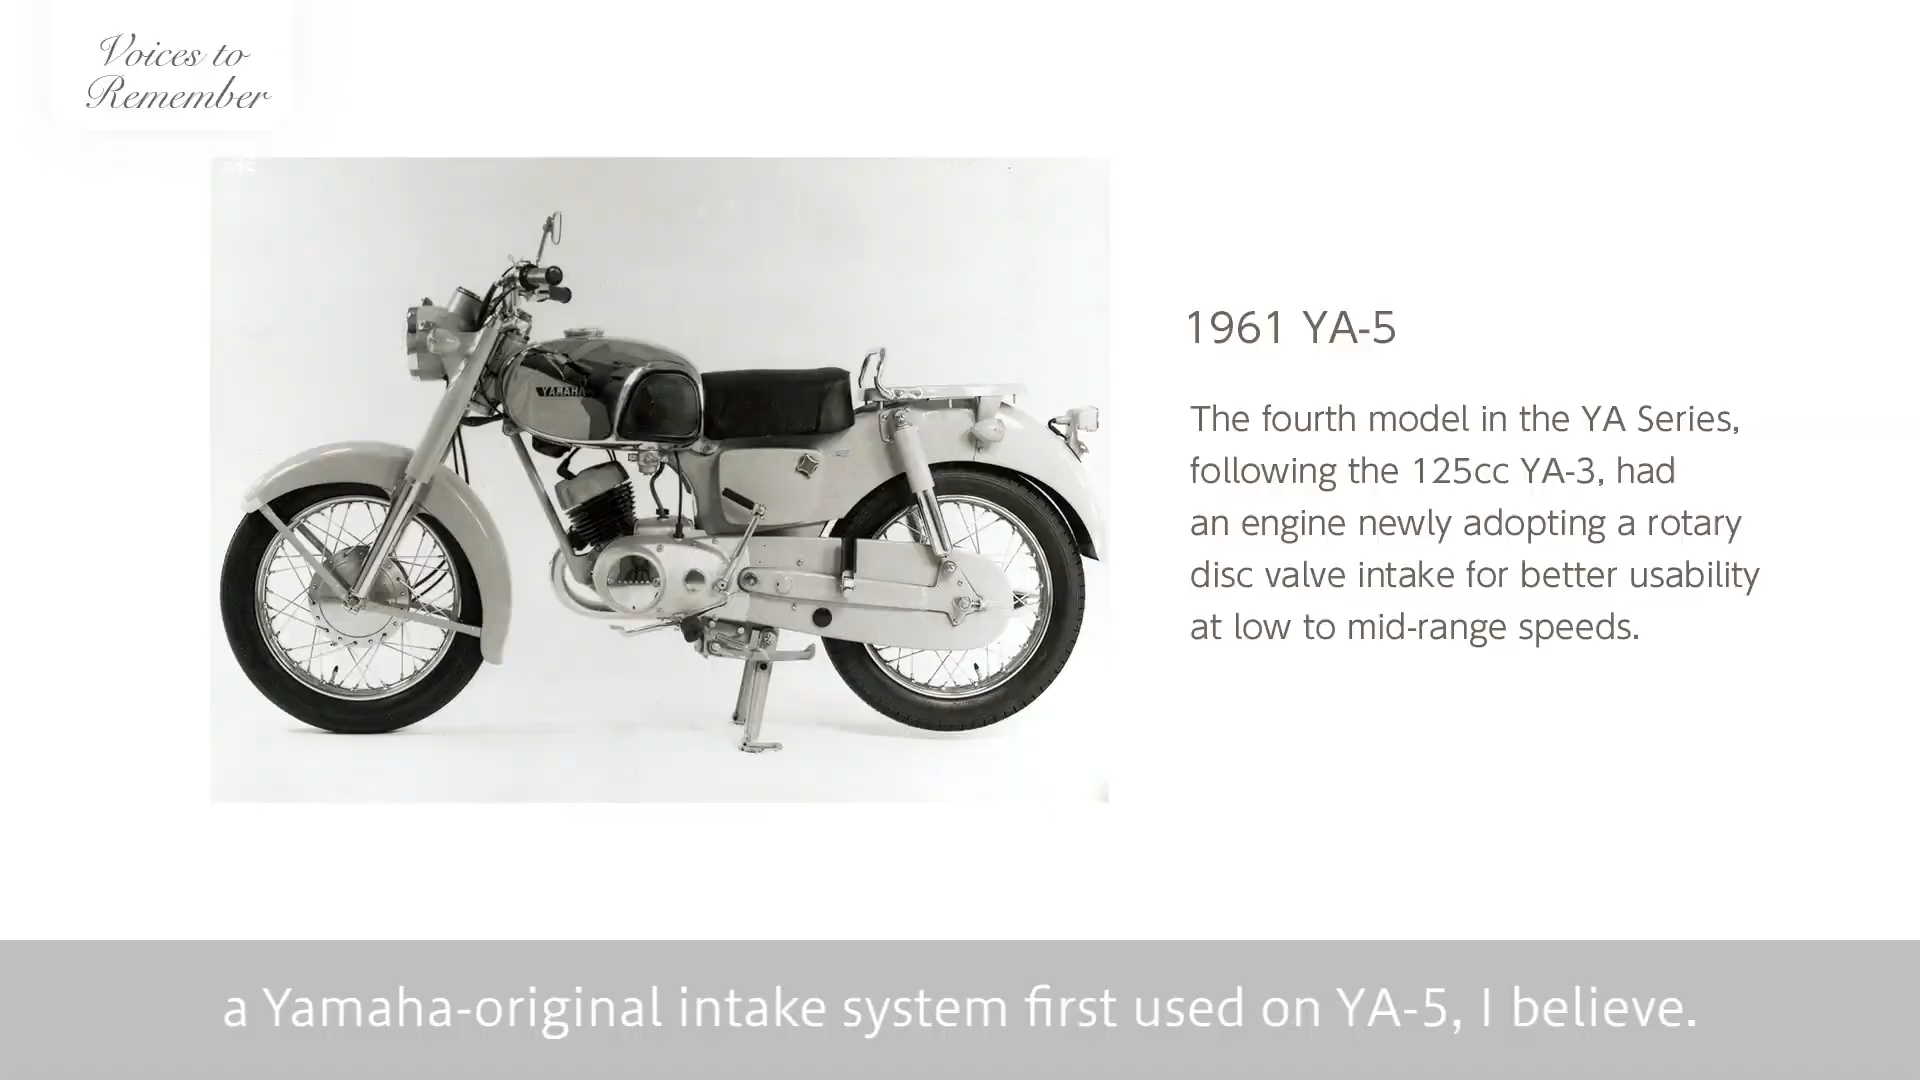 Voices to
Remember
YAMAHA
1961 YA-5
The fourth model in the YA Series,
following the 125cc YA-3, had
an engine newly adopting a rotary
disc valve intake for better usability
at low to mid-range speeds.
a Yamaha-original intake system first used on YA-5, I believe.